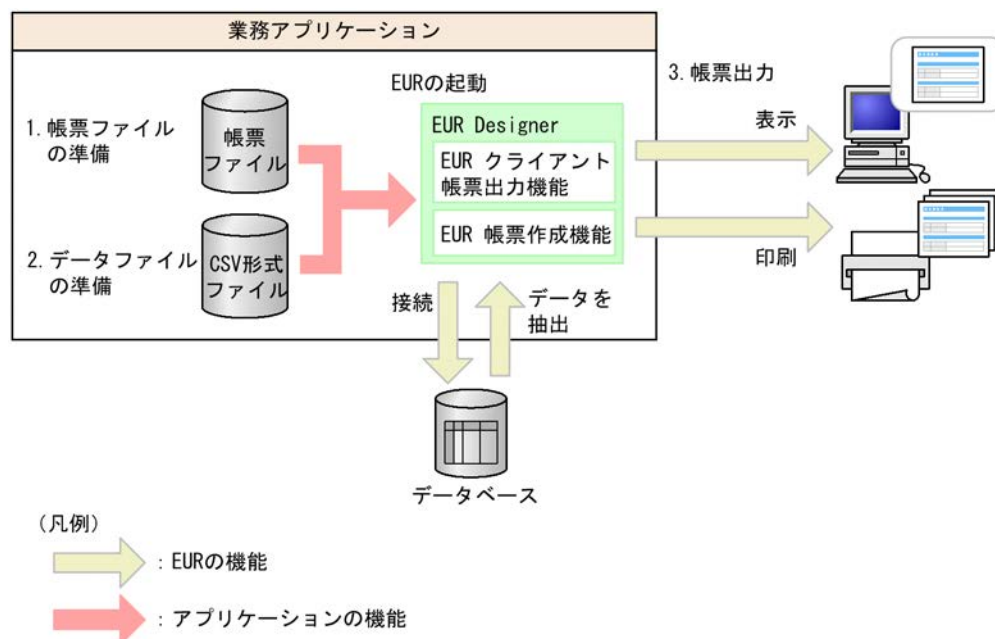 業務アプリケーション
EURの起動
3.帳票出力
1.帳票ファイル
の準備
帳票
ファイル
EUR Designer
EUR クライアント
帳票出力機能
EUR 帳票作成機能
表示
2.データファイル
の準備
CSV形式
ファイル
印刷
接続
データを
抽出
データベース
(凡例)
:EURの機能
:アプリケーションの機能